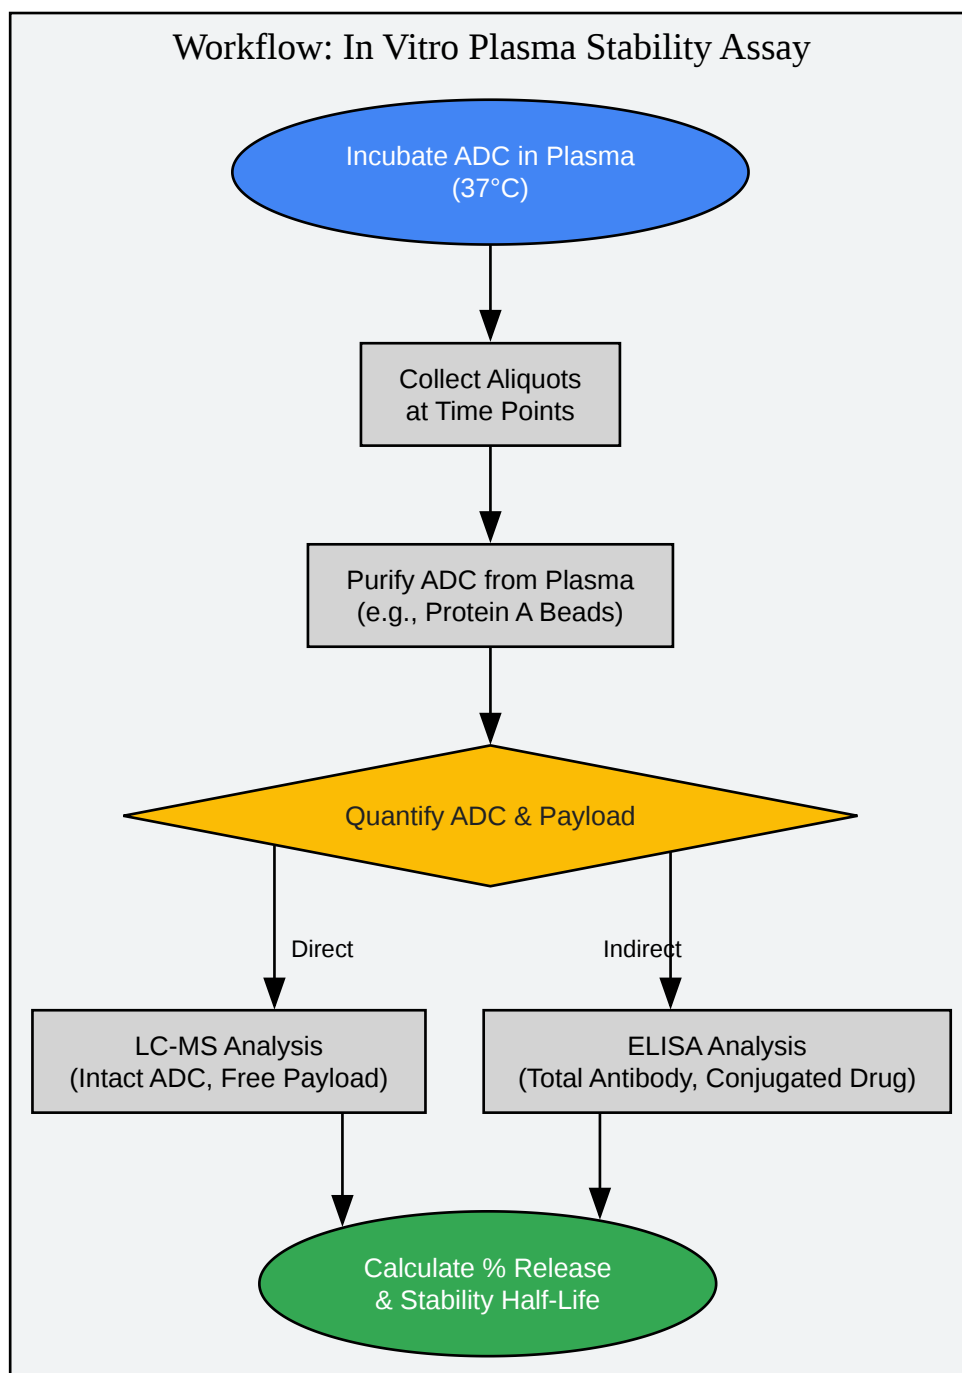 Workflow: In Vitro Plasma Stability Assay
Incubate ADC in Plasma
(37°C)
Collect Aliquots
at Time Points
Purify ADC from Plasma
(e.g., Protein A Beads)
Quantify ADC & Payload
Direct
Indirect
LC-MS Analysis
(Intact ADC, Free Payload)
ELISA Analysis
(Total Antibody, Conjugated Drug)
Calculate % Release
& Stability Half-Life